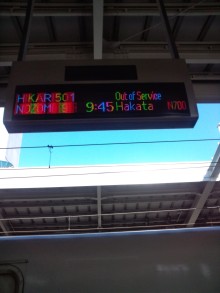 HIKARI 501 Out of Service
NOZOMI 9:45 Hakata N700